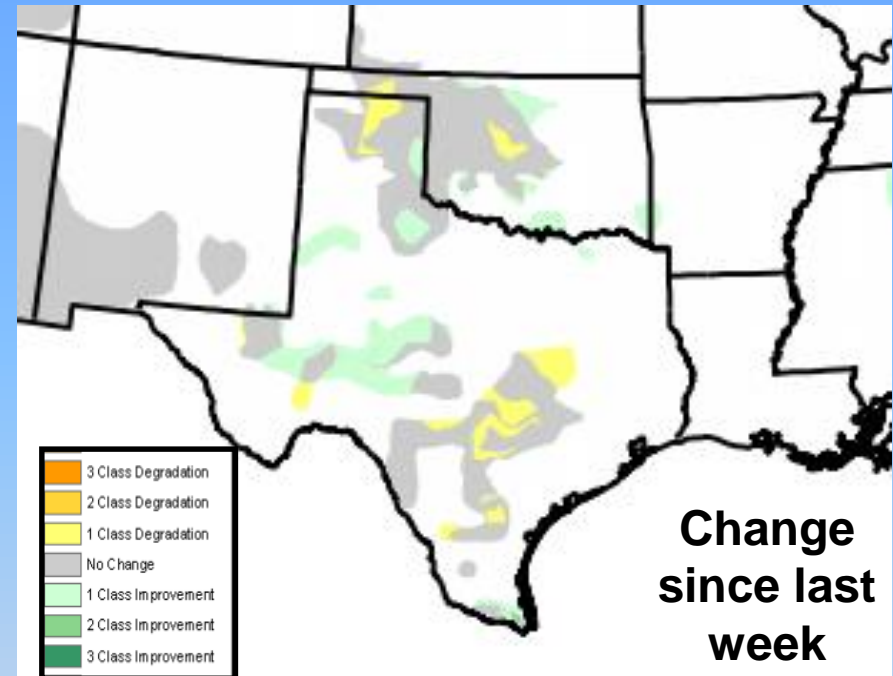 3 Class Degradation
2 Class Degradation
1 Class Degradation
No Change
1 Class Improvement
2 Class Improvement
3 Class Improvement
Change
since last
week